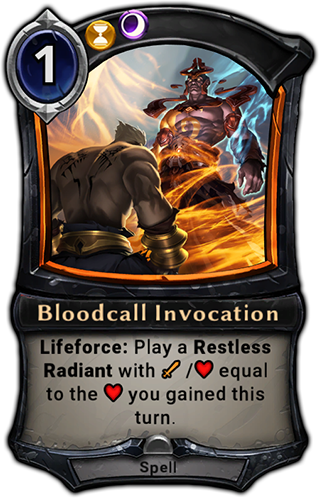 1
Bloodcall Invocation
Lifeforce: Play a Restless
Radiant with / equal
to the you gained this
turn.
Spell